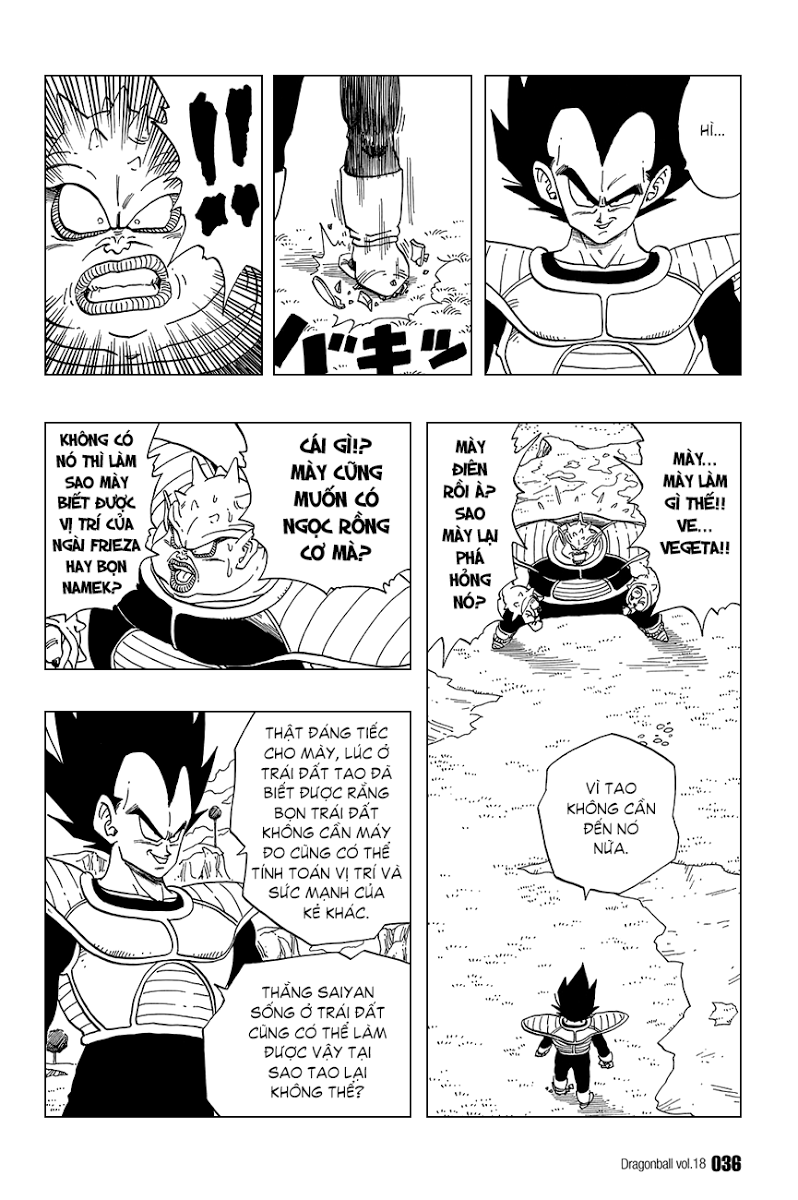 HÌ...
バキッ
!!
MÀY...
MÀY LÀM
GÌ THẾ!!
VE...
VEGETA!!
MÀY
ĐIÊN
RỒI À?
SAO
MÀY LẠI
PHÁ
HỎNG
NÓ?
VÌ TAO
KHÔNG CẦN
ĐẾN NÓ
NỮA.
CÁI GÌ!?
MÀY CŨNG
MUỐN CÓ
NGỌC RỒNG
CƠ MÀ?
KHÔNG CÓ
NÓ THÌ LÀM
SAO MÀY
BIẾT ĐƯỢC
VỊ TRÍ CỦA
NGÀI FRIEZA
HAY BỌN
NAMEK?
THẬT ĐÁNG TIẾC
CHO MÀY, LÚC Ở
TRÁI ĐẤT TAO ĐÃ
BIẾT ĐƯỢC RẰNG
BỌN TRÁI ĐẤT
KHÔNG CẦN MÁY
ĐO CŨNG CÓ THỂ
TÍNH TOÁN VỊ TRÍ VÀ
SỨC MẠNH CỦA
KẺ KHÁC.
THẰNG SAIYAN
SỐNG Ở TRÁI ĐẤT
CŨNG CÓ THỂ LÀM
ĐƯỢC VẬY TẠI
SAO TAO LẠI
KHÔNG THỂ?
Dragonball vol.18 036